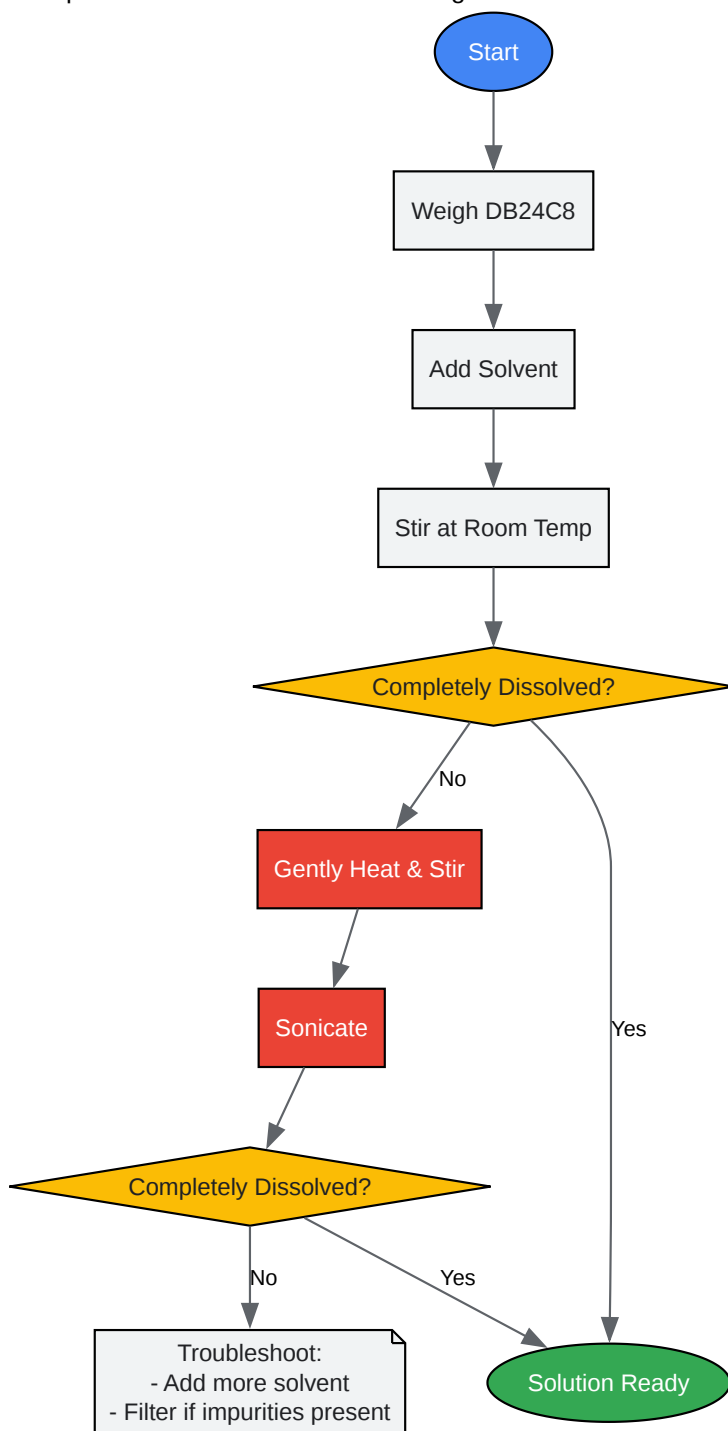 Start
Weigh DB24C8
Add Solvent
Stir at Room Temp
Completely Dissolved?
No
Gently Heat & Stir
Sonicate
Yes
Completely Dissolved?
No
Yes
Troubleshoot:
- Add more solvent
- Filter if impurities present
Solution Ready